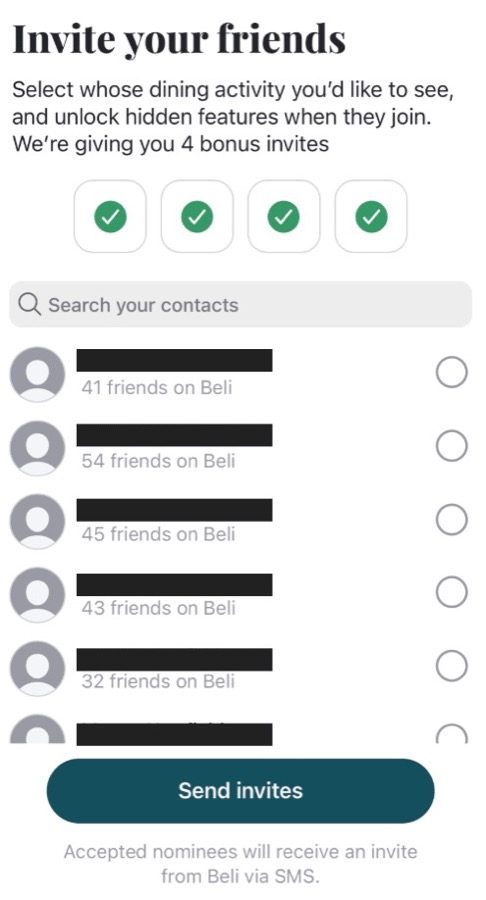 Invite your friends
Select whose dining activity you’d like to see,
and unlock hidden features when they join.
We’re giving you 4 bonus invites
Search your contacts
41 friends on Beli
54 friends on Beli
45 friends on Beli
43 friends on Beli
32 friends on Beli
Send invites
Accepted nominees will receive an invite
from Beli via SMS.